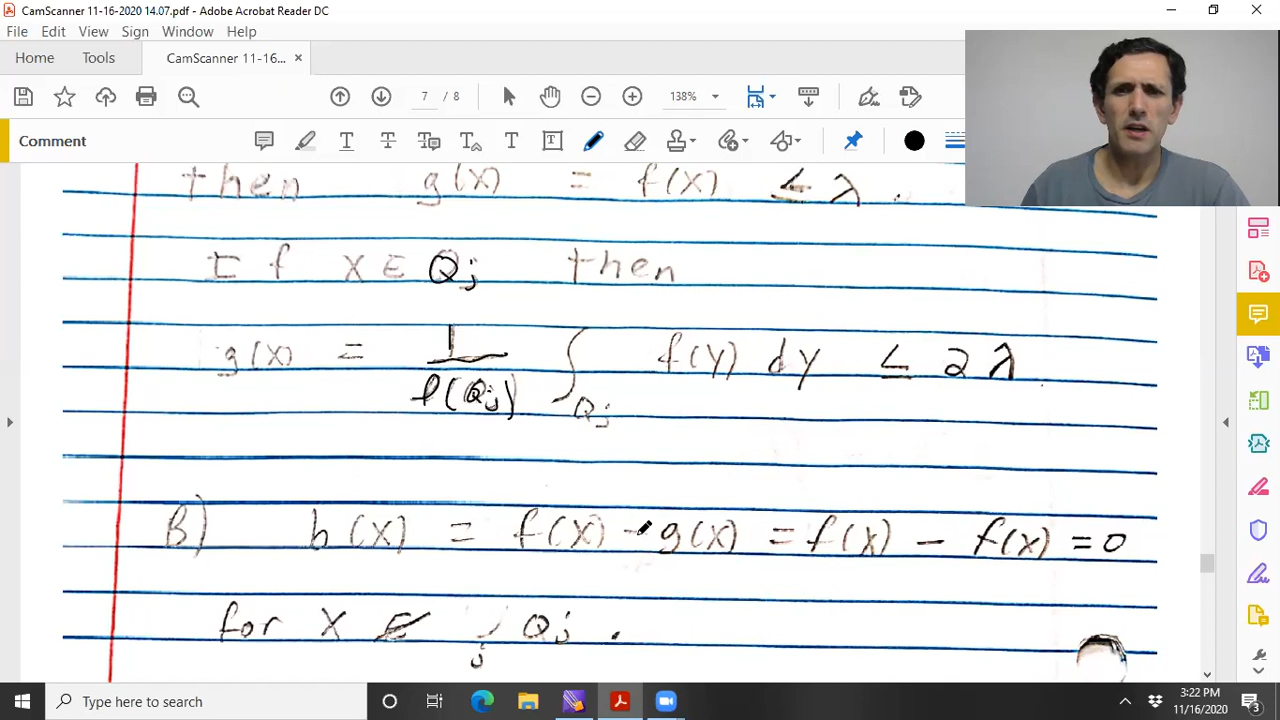 CamScanner 11-16-2020 14.07.pdf - Adobe Acrobat Reader DC
File Edit View Sign Window Help
Home Tools CamScanner 11-16... ×
7 / 8 138%
Comment
then g(x) = f(x) ≤ λ.
If x ∈ Qj then
g(x) = 1/ℓ(Qj) ∫Qj f(y) dy ≤ 2λ.
B) b(x) = f(x) - g(x) = f(x) - f(x) = 0
for x ∉ ∪j Qj.
Type here to search
3:22 PM
11/16/2020
3